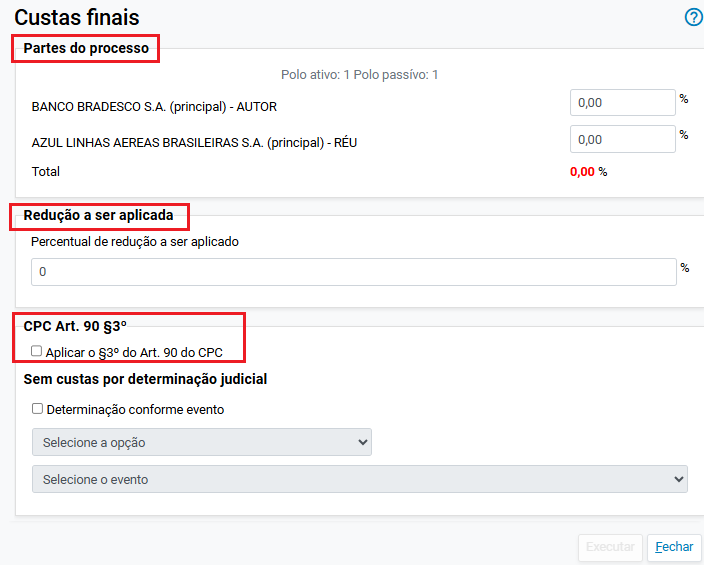 Custas finais
Partes do processo
Polo ativo: 1 Polo passivo: 1
BANCO BRADESCO S.A. (principal) - AUTOR
0,00 %
AZUL LINHAS AEREAS BRASILEIRAS S.A. (principal) - RÉU
0,00 %
Total
0,00 %
Redução a ser aplicada
Percentual de redução a ser aplicado
0 %
CPC Art. 90 §3º
Aplicar o §3º do Art. 90 do CPC
Sem custas por determinação judicial
Determinação conforme evento
Selecione a opção
Selecione o evento
Executar
Fechar